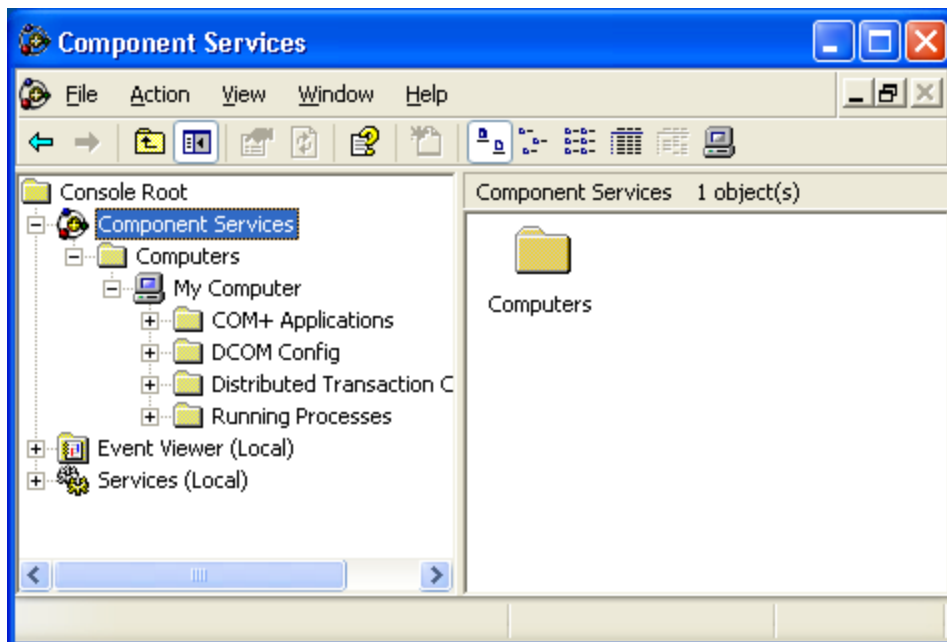 Component Services
File Action View Window Help
Console Root
Component Services
Computers
My Computer
COM+ Applications
DCOM Config
Distributed Transaction C
Running Processes
Event Viewer (Local)
Services (Local)
Component Services 1 object(s)
Computers